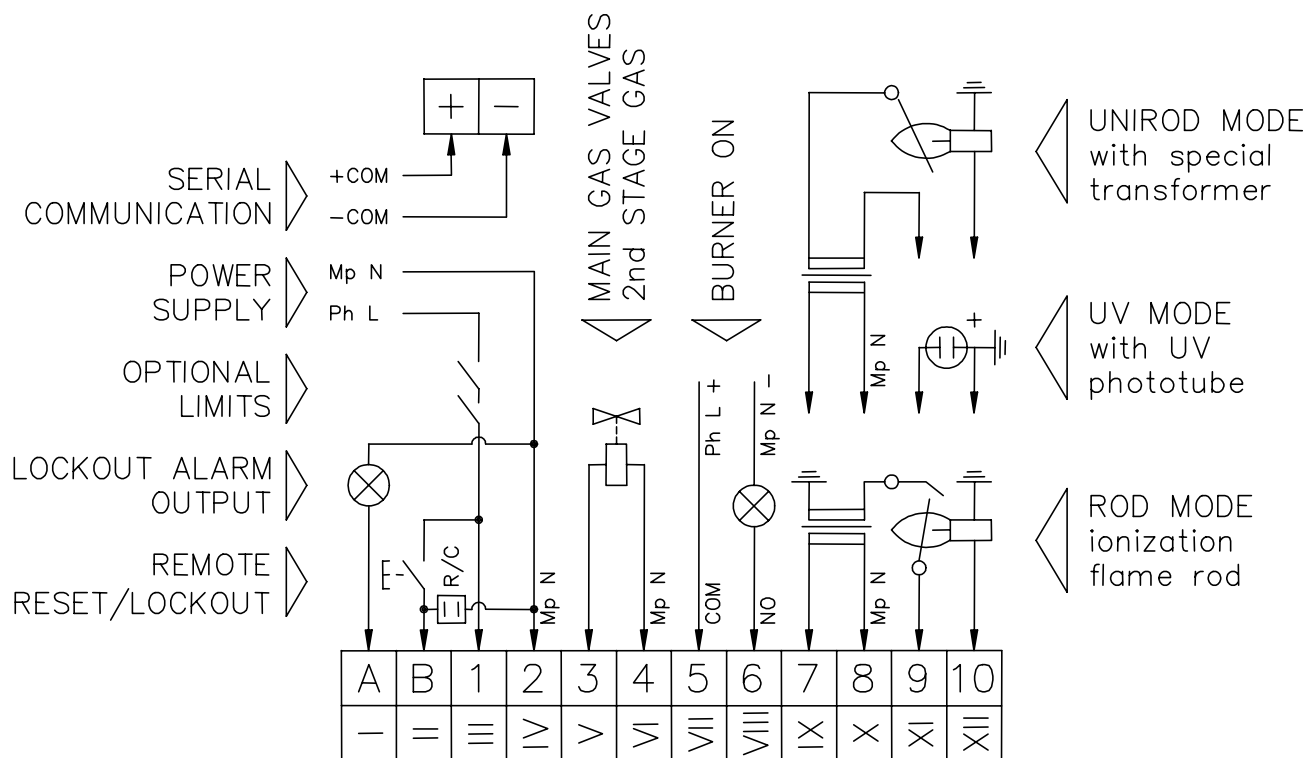 MAIN GAS VALVES
2nd STAGE GAS
BURNER ON
+ −
SERIAL
COMMUNICATION
+COM
−COM
POWER
SUPPLY
Mp N
Ph L
OPTIONAL
LIMITS
LOCKOUT ALARM
OUTPUT
REMOTE
RESET/LOCKOUT
R/C
Mp N
Mp N
Ph L +
COM
Mp N −
NO
Mp N
Mp N
+
UNIROD MODE
with special
transformer
UV MODE
with UV
phototube
ROD MODE
ionization
flame rod
A B 1 2 3 4 5 6 7 8 9 10
I II III IV V VI VII VIII IX X XI XII